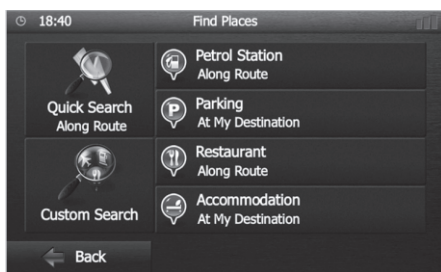 18:40 Find Places
Quick Search
Along Route
Custom Search
Petrol Station
Along Route
P Parking
At My Destination
Restaurant
Along Route
Accommodation
At My Destination
Back